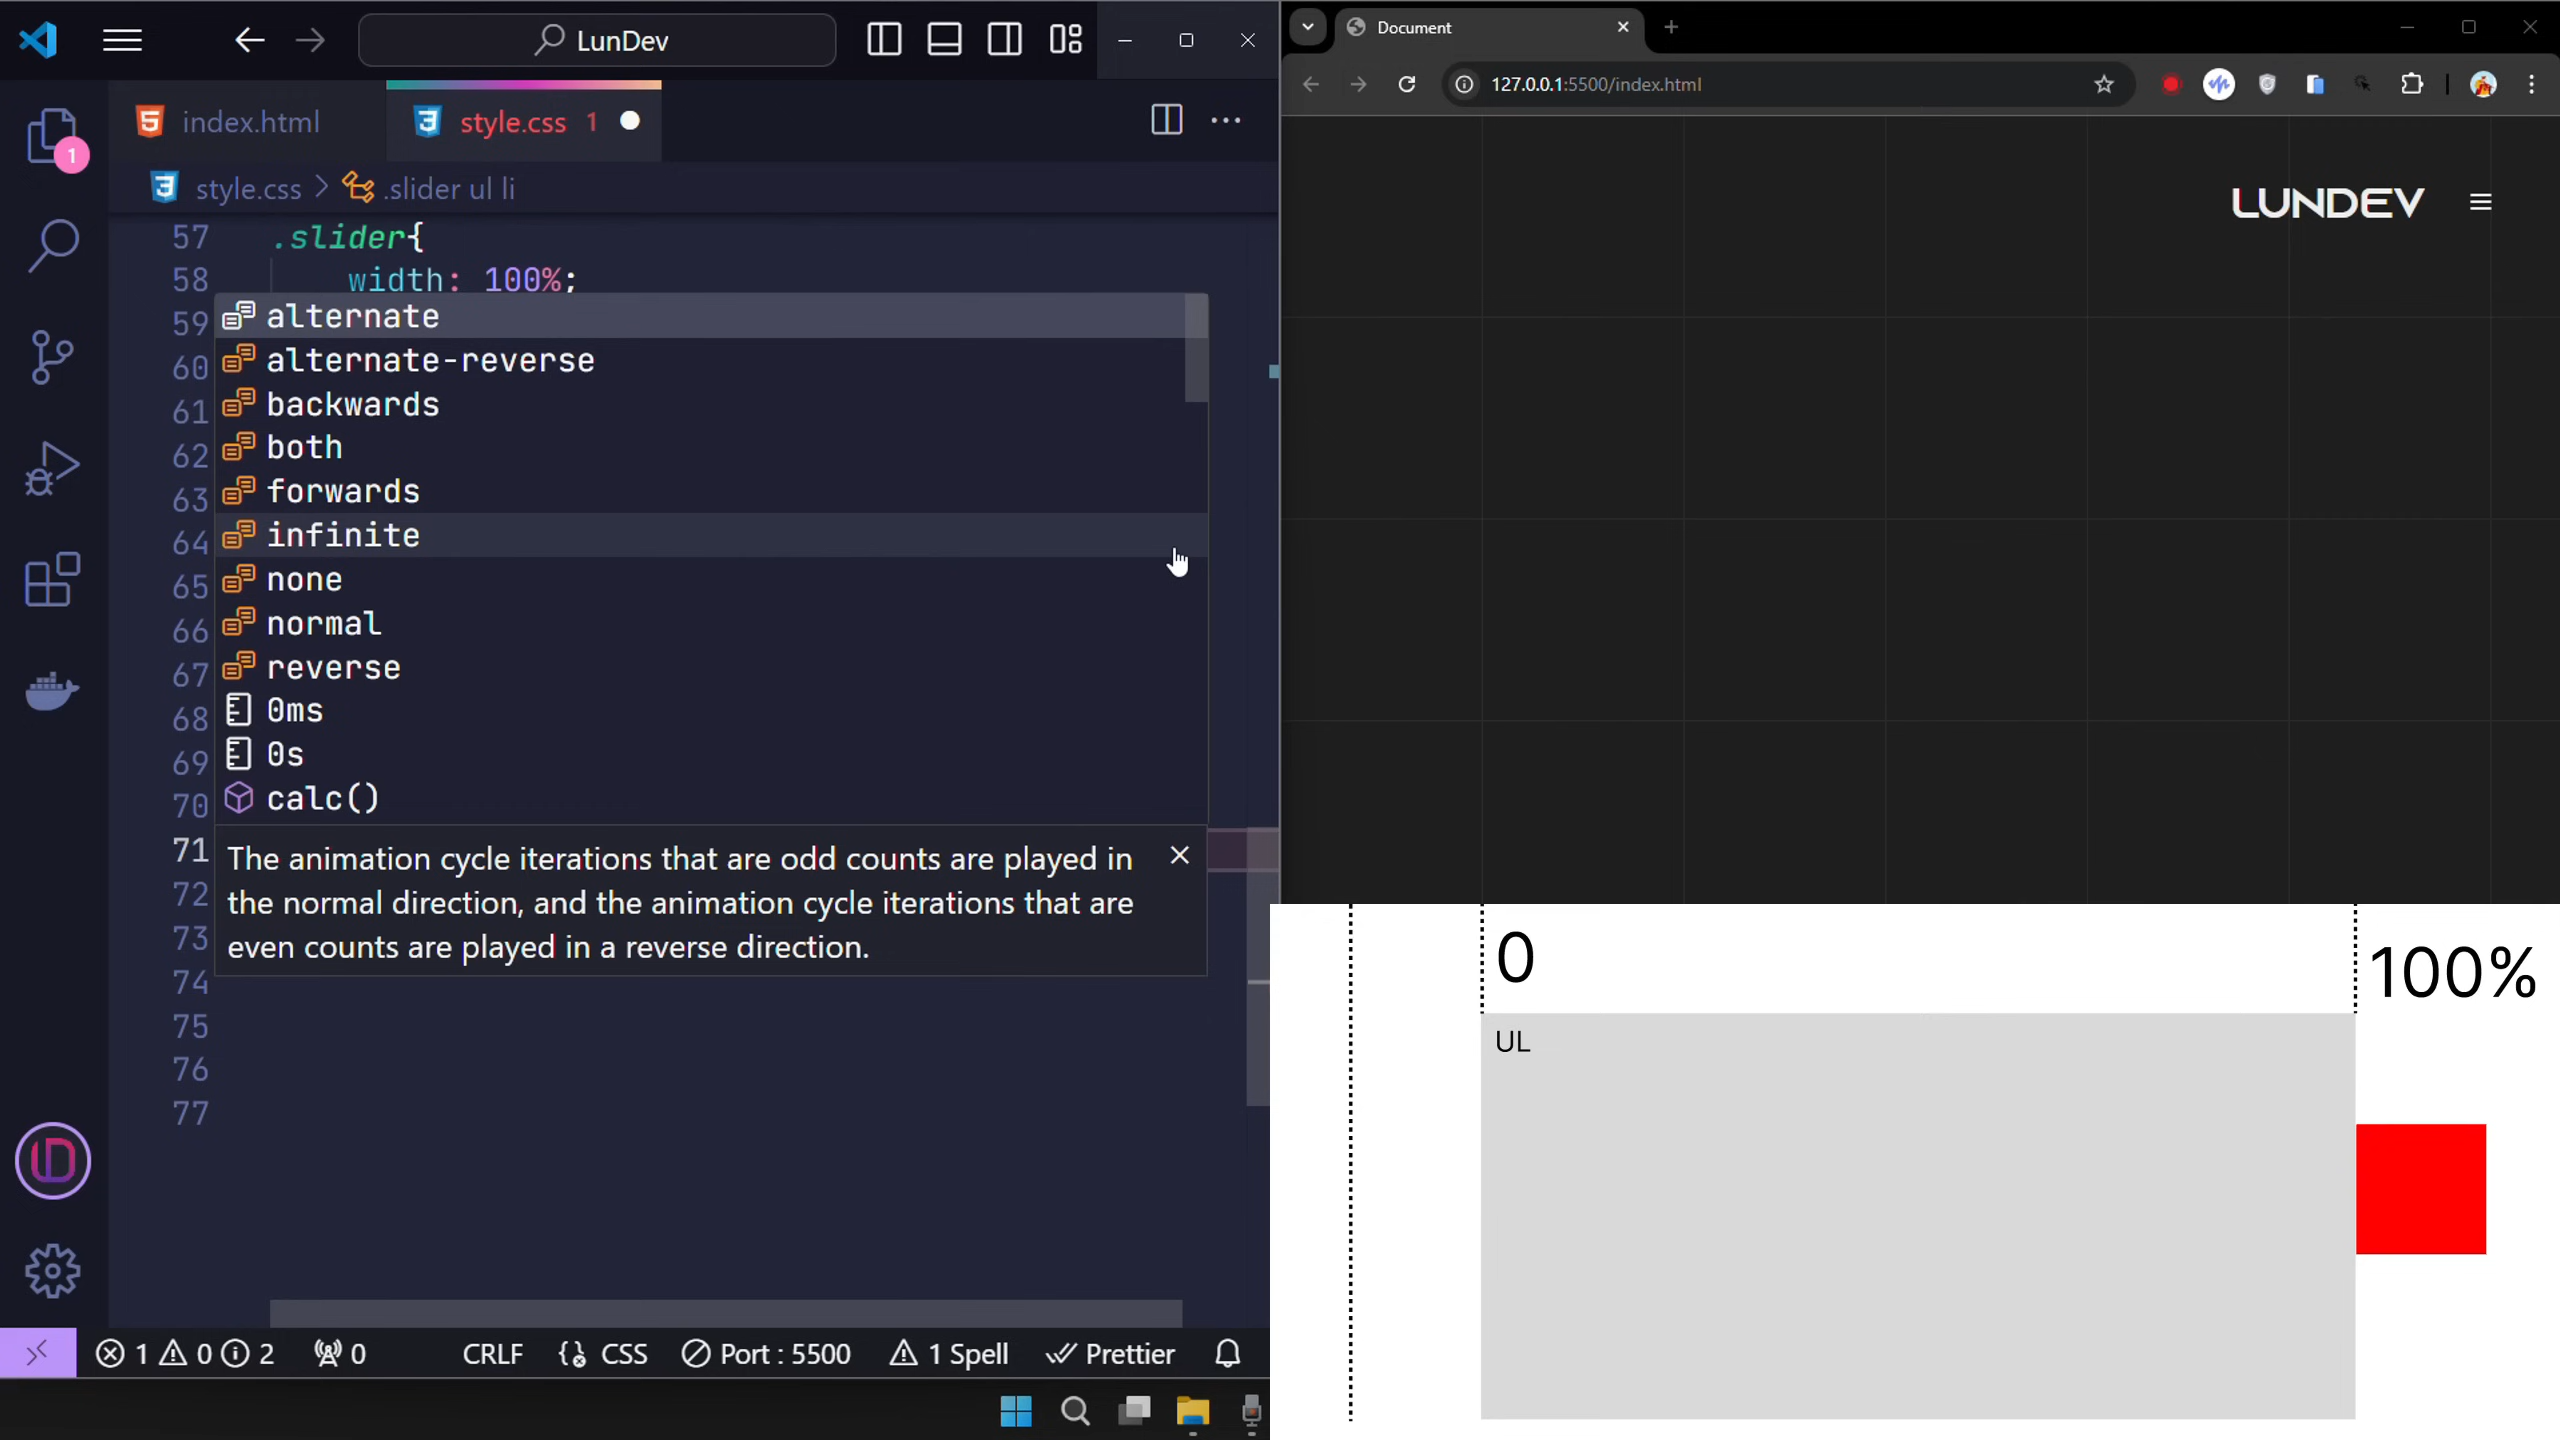 LunDev
index.html
style.css 1
style.css > .slider ul li
57 .slider{
58 width: 100%;
59
60
61
62
63
64
65
66
67
68
69
70
71
72
73
74
75
76
77
alternate
alternate-reverse
backwards
both
forwards
infinite
none
normal
reverse
0ms
0s
calc()
The animation cycle iterations that are odd counts are played in
the normal direction, and the animation cycle iterations that are
even counts are played in a reverse direction.
1
1 0 2
0
CRLF
CSS
Port : 5500
1 Spell
Prettier
Document
127.0.0.1:5500/index.html
LUNDEV
0
100%
UL